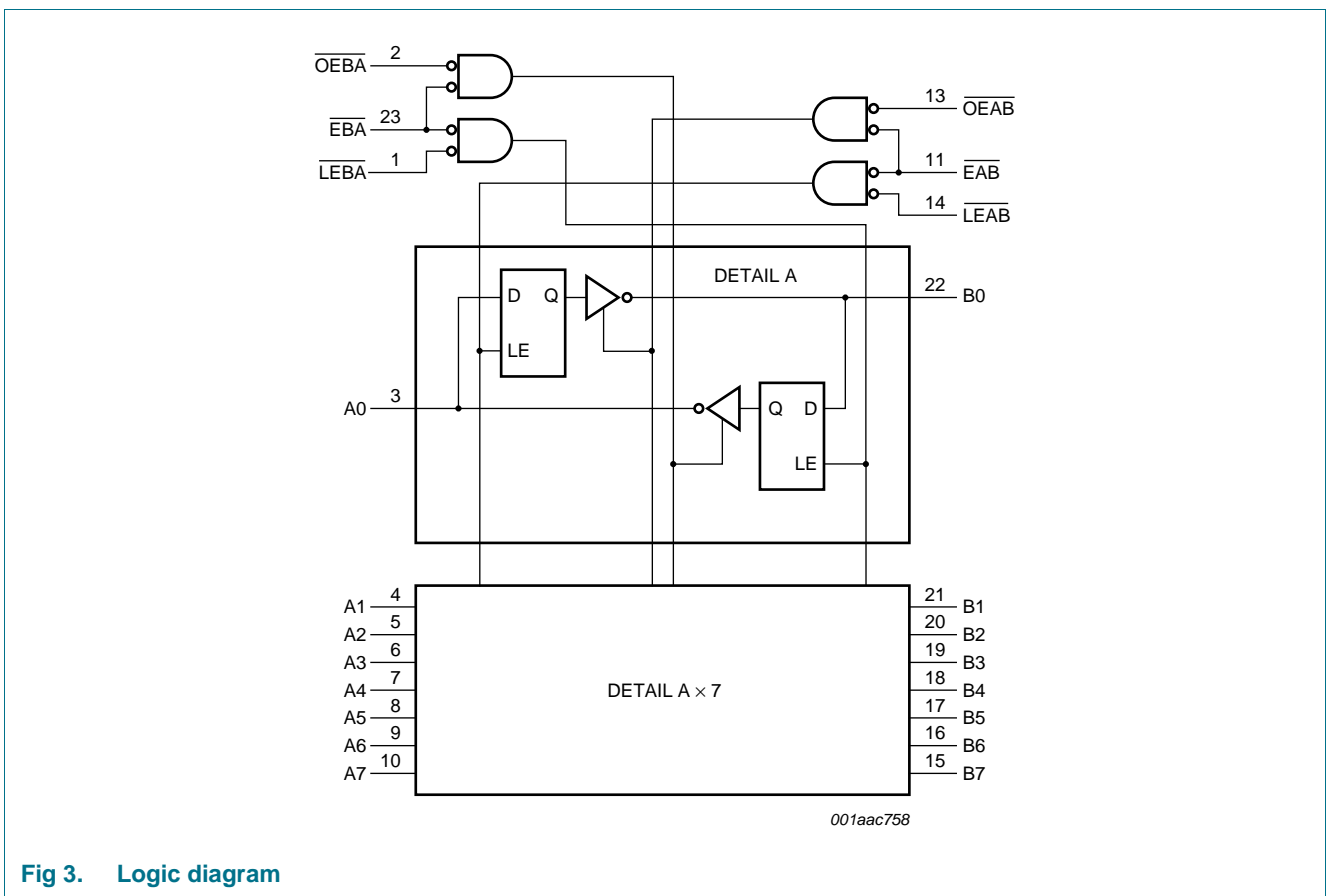 OEBA 2
EBA 23
LEBA 1
13 OEAB
11 EAB
14 LEAB
DETAIL A
D Q
LE
22 B0
A0 3
Q D
LE
A1 4
A2 5
A3 6
A4 7
A5 8
A6 9
A7 10
DETAIL A × 7
21 B1
20 B2
19 B3
18 B4
17 B5
16 B6
15 B7
001aac758
Fig 3. Logic diagram